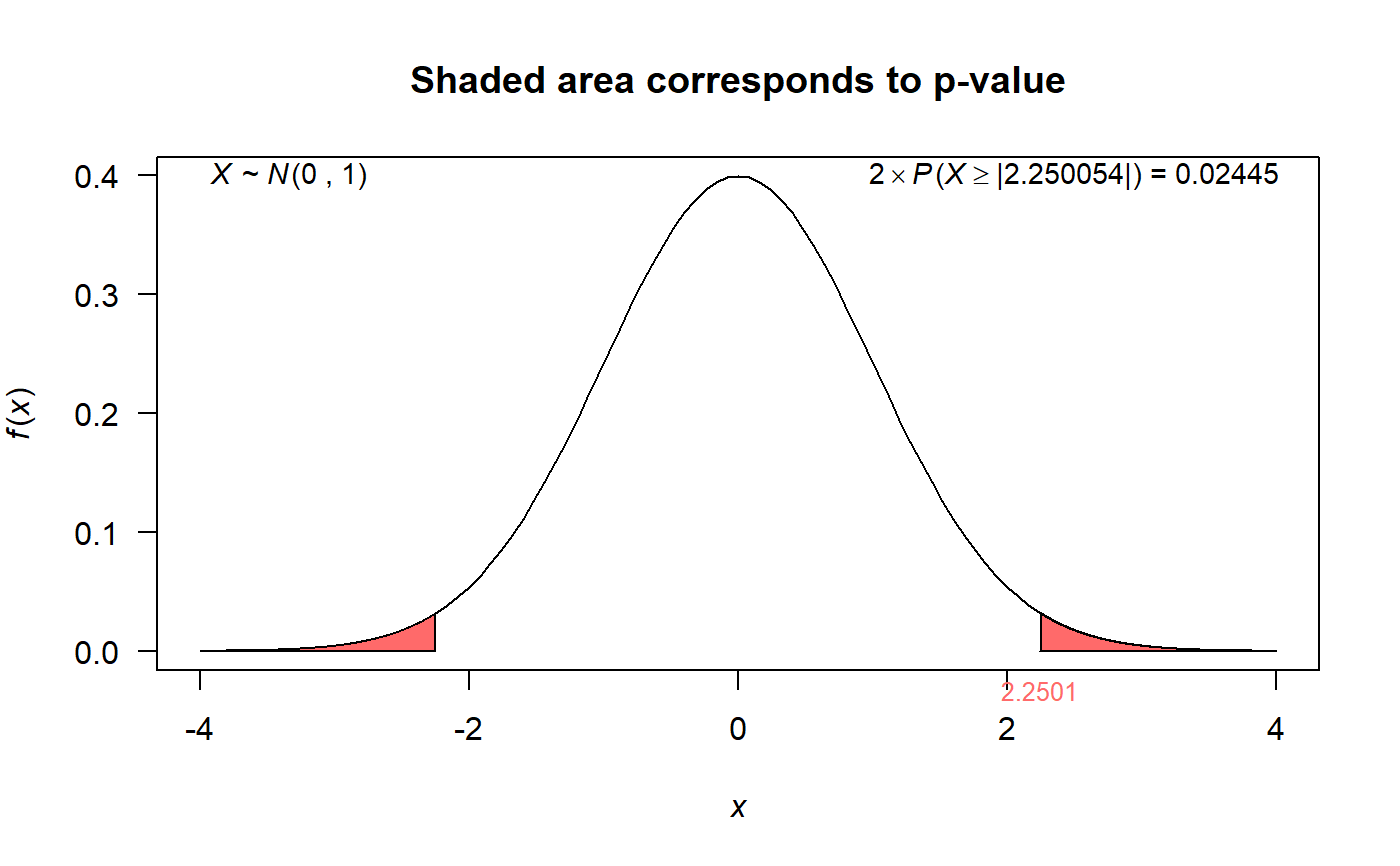 Shaded area corresponds to p-value
X ~ N(0 , 1)
2 × P(X ≥ |2.250054|) = 0.02445
0.4
0.3
0.2
0.1
0.0
f(x)
2.2501
-4 -2 0 2 4
x